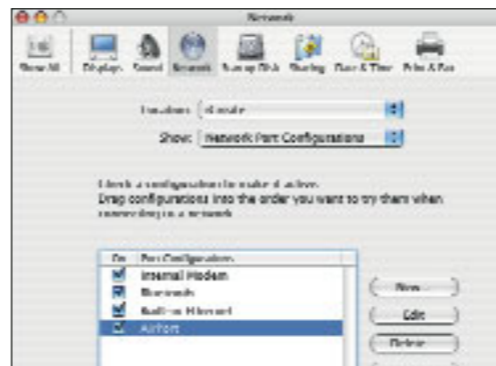 Network
Show All Displays Sound Network Startup Disk Sharing Date & Time Print & Fax
Location:
Show: Network Port Configurations
Check a configuration to make it active.
Drag configurations into the order you want to try them when
connecting to a network.
On Port Configurations
Internal Modem
Bluetooth
Built-in Ethernet
AirPort
New...
Edit
Delete